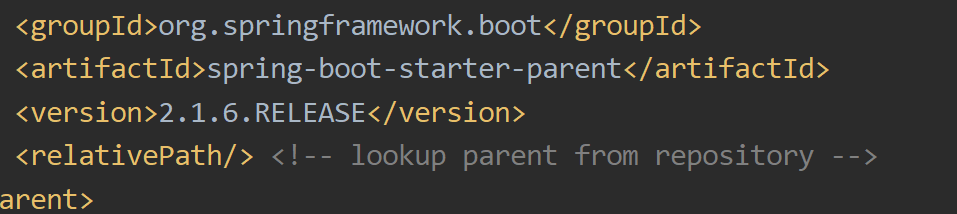 <groupId>org.springframework.boot</groupId>
<artifactId>spring-boot-starter-parent</artifactId>
<version>2.1.6.RELEASE</version>
<relativePath/> <!-- lookup parent from repository -->
arent>